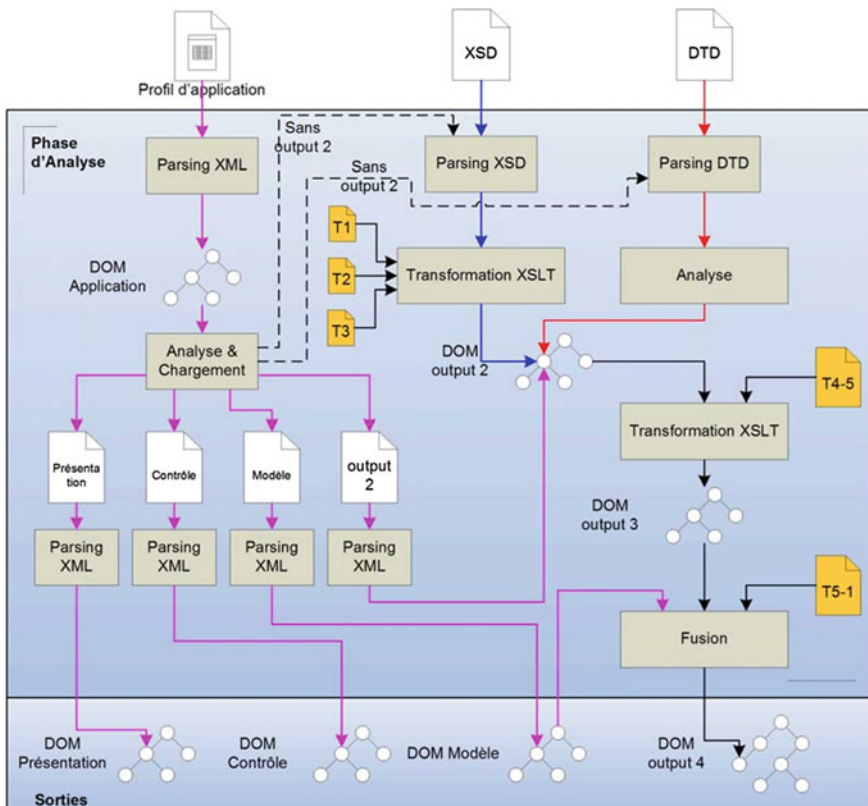 XSD
DTD
Profil d'application
Phase
d'Analyse
Sans
output 2
Parsing XML
Parsing XSD
Parsing DTD
Sans
output 2
T1
T2
T3
DOM
Application
Transformation XSLT
Analyse
Analyse &
Chargement
DOM
output 2
T4-5
Transformation XSLT
Présenta
tion
Contrôle
Modèle
output
2
DOM
output 3
Parsing
XML
Parsing
XML
Parsing
XML
Parsing
XML
T5-1
Fusion
DOM
Présentation
DOM
Contrôle
DOM Modèle
DOM
output 4
Sorties